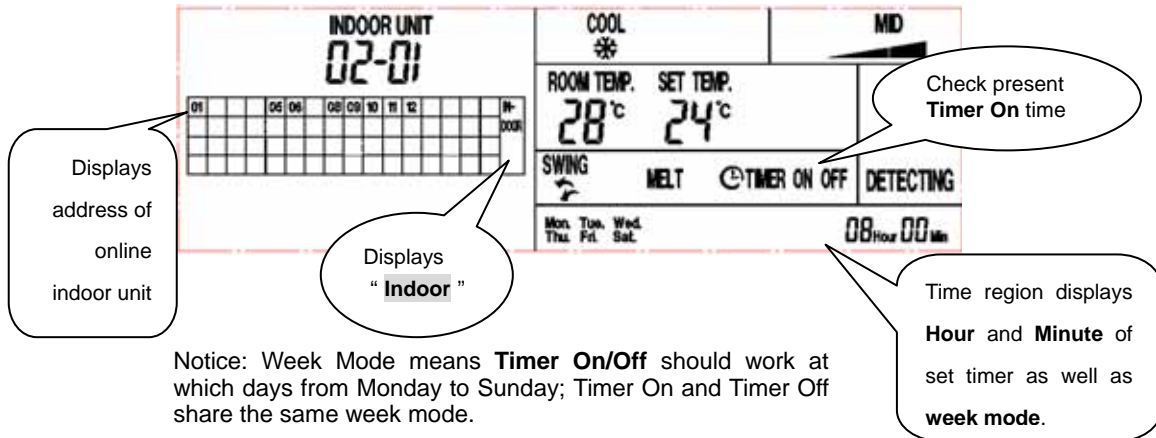 INDOOR UNIT
02-01
01 05 06 08 09 10 11 12 IN-
DOOR
COOL
MID
ROOM TEMP. SET TEMP.
28°C 24°C
SWING MELT TIMER ON OFF DETECTING
Mon. Tue. Wed.
Thu. Fri. Sat.
08 Hour 00 Min
Displays
address of
online
indoor unit
Displays
“ Indoor ”
Check present
Timer On time
Time region displays
Hour and Minute of
set timer as well as
week mode.
Notice: Week Mode means Timer On/Off should work at
which days from Monday to Sunday; Timer On and Timer Off
share the same week mode.